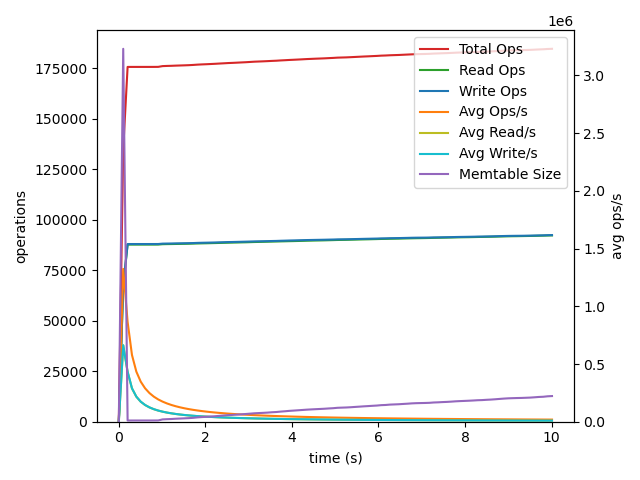 1e6
175000
150000
125000
100000
75000
50000
25000
0
operations
3.0
2.5
2.0
1.5
1.0
0.5
0.0
avg ops/s
Total Ops
Read Ops
Write Ops
Avg Ops/s
Avg Read/s
Avg Write/s
Memtable Size
0 2 4 6 8 10
time (s)